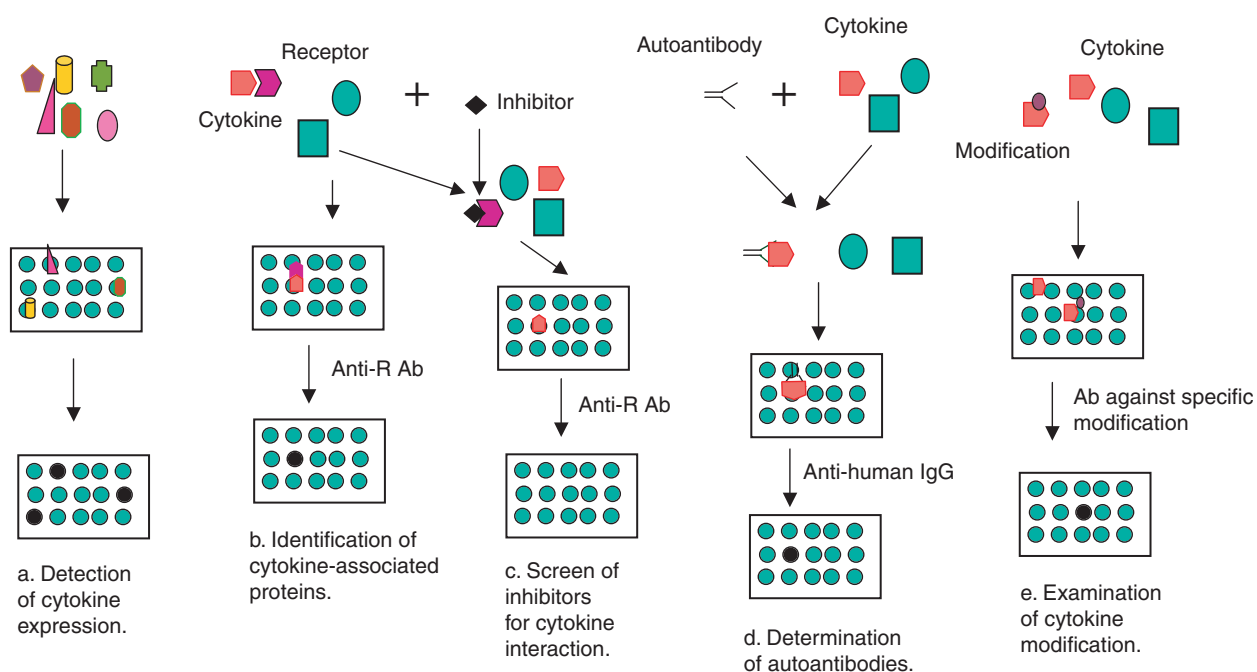 Receptor
Cytokine
Inhibitor
Anti-R Ab
Anti-R Ab
Autoantibody
Cytokine
Anti-human IgG
Cytokine
Modification
Ab against specific
modification
a. Detection
of cytokine
expression.
b. Identification of
cytokine-associated
proteins.
c. Screen of
inhibitors
for cytokine
interaction.
d. Determination
of autoantibodies.
e. Examination
of cytokine
modification.